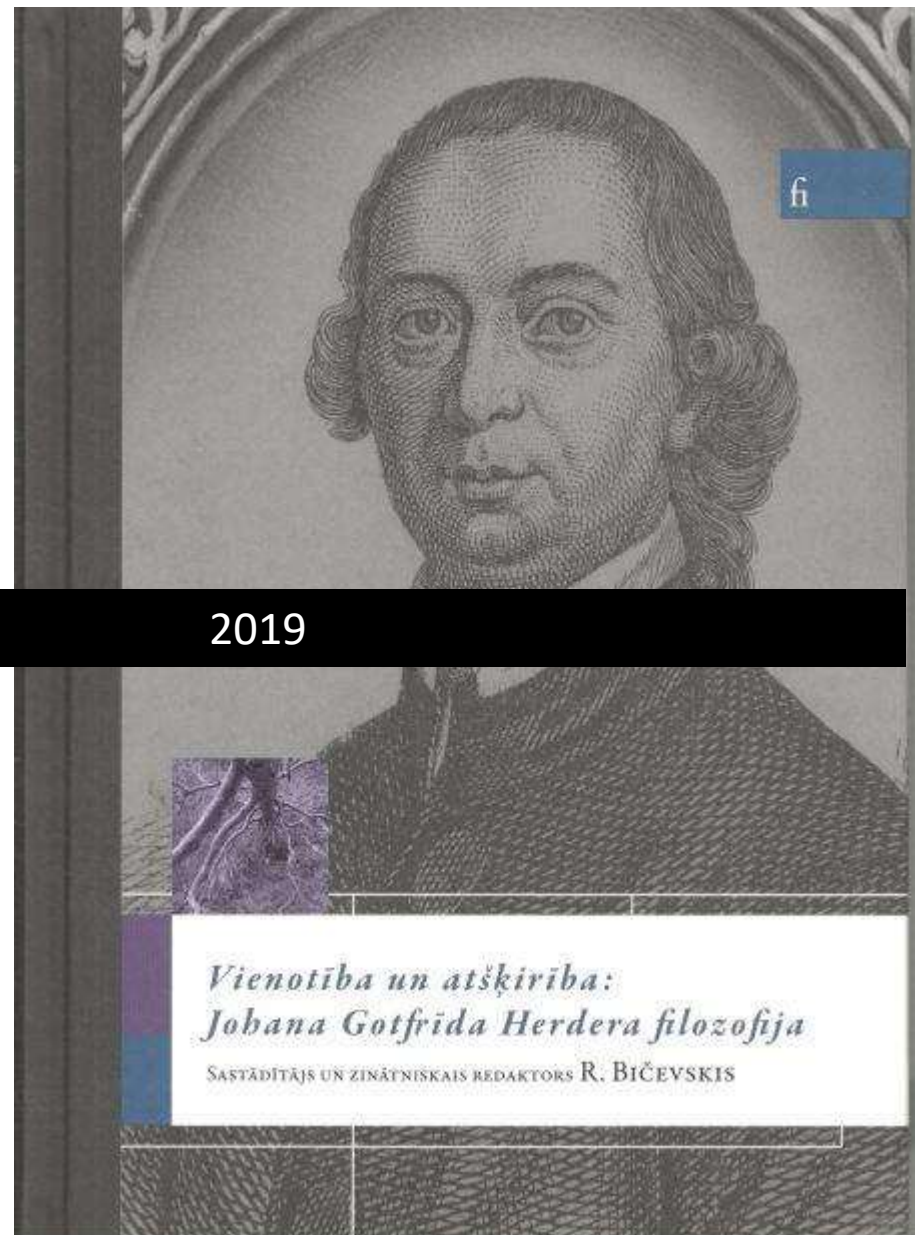 fi
2019
Vienotība un atšķirība:
Johana Gotfrīda Herdera filozofija
Sastādītājs un zinātniskais redaktors R. Bičevskis